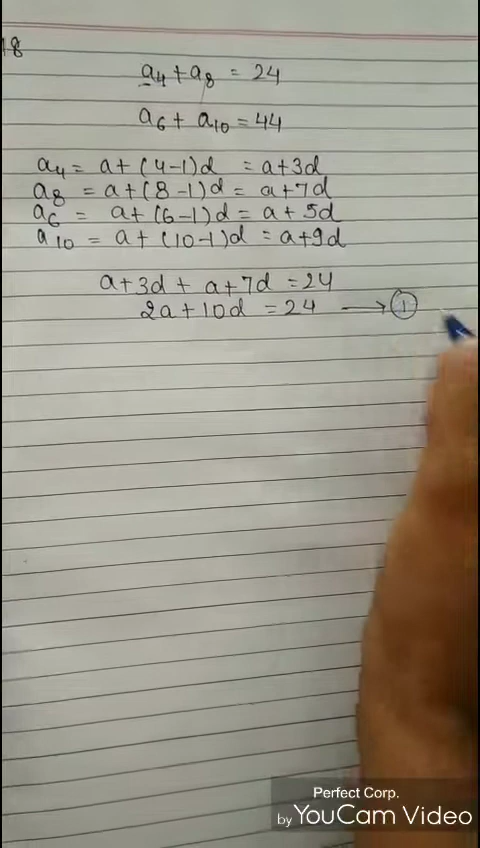 18
a₄ + a₈ = 24
a₆ + a₁₀ = 44
a₄ = a + (4-1)d = a + 3d
a₈ = a + (8-1)d = a + 7d
a₆ = a + (6-1)d = a + 5d
a₁₀ = a + (10-1)d = a + 9d
a + 3d + a + 7d = 24
2a + 10d = 24 → ①
Perfect Corp.
by YouCam Video